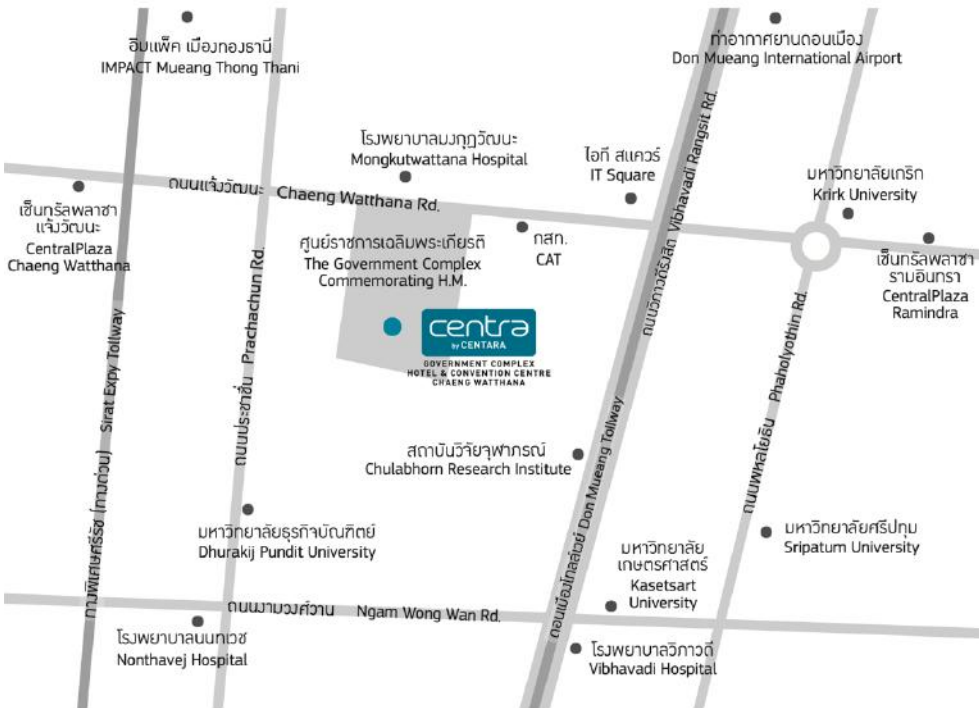 อิมแพ็ค เมืองทองธานี
IMPACT Mueang Thong Thani
ท่าอากาศยานดอนเมือง
Don Mueang International Airport
โรงพยาบาลมงกุฎวัฒนะ
Mongkutwattana Hospital
ไอที สแควร์
IT Square
มหาวิทยาลัยเกริก
Krirk University
ถนนแจ้งวัฒนะ Chaeng Watthana Rd.
เซ็นทรัลพลาซา
แจ้งวัฒนะ
CentralPlaza
Chaeng Watthana
ศูนย์ราชการเฉลิมพระเกียรติ
The Government Complex
Commemorating H.M.
กสท.
CAT
เซ็นทรัลพลาซา
รามอินทรา
CentralPlaza
Ramindra
centra
by CENTARA
GOVERNMENT COMPLEX
HOTEL & CONVENTION CENTRE
CHAENG WATTHANA
ทางพิเศษศรีรัช (ทางด่วน) Sirat Expy Tollway
ถนนประชาชื่น Prachachun Rd.
ถนนวิภาวดีรังสิต Vibhavadi Rangsit Rd.
ดอนเมืองโทลล์เวย์ Don Mueang Tollway
ถนนพหลโยธิน Phaholyothin Rd.
สถาบันวิจัยจุฬาภรณ์
Chulabhorn Research Institute
มหาวิทยาลัยธุรกิจบัณฑิตย์
Dhurakij Pundit University
มหาวิทยาลัย
เกษตรศาสตร์
Kasetsart
University
มหาวิทยาลัยศรีปทุม
Sripatum University
ถนนงามวงศ์วาน Ngam Wong Wan Rd.
โรงพยาบาลนนทเวช
Nonthavej Hospital
โรงพยาบาลวิภาวดี
Vibhavadi Hospital